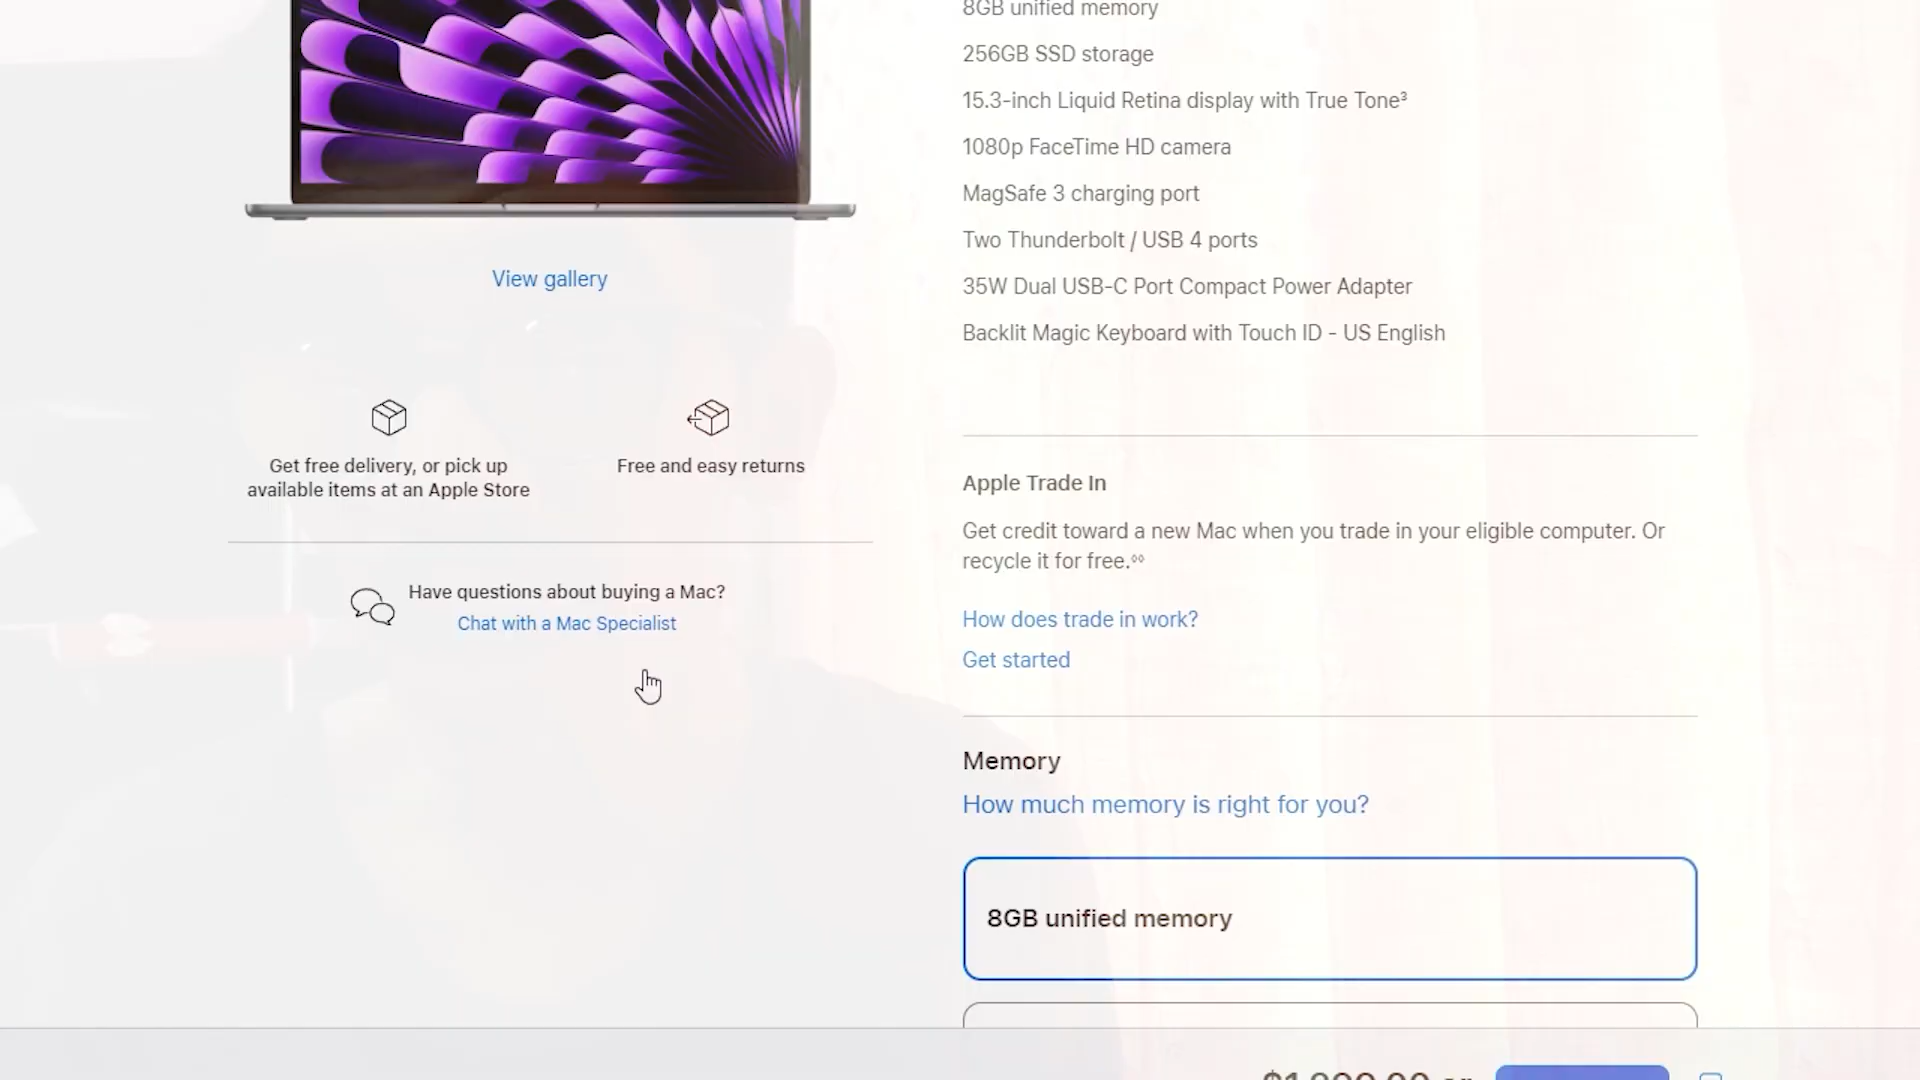 8GB unified memory
256GB SSD storage
15.3-inch Liquid Retina display with True Tone³
1080p FaceTime HD camera
MagSafe 3 charging port
Two Thunderbolt / USB 4 ports
35W Dual USB-C Port Compact Power Adapter
Backlit Magic Keyboard with Touch ID - US English
View gallery
Get free delivery, or pick up
available items at an Apple Store
Free and easy returns
Have questions about buying a Mac?
Chat with a Mac Specialist
Apple Trade In
Get credit toward a new Mac when you trade in your eligible computer. Or
recycle it for free.◊◊
How does trade in work?
Get started
Memory
How much memory is right for you?
8GB unified memory